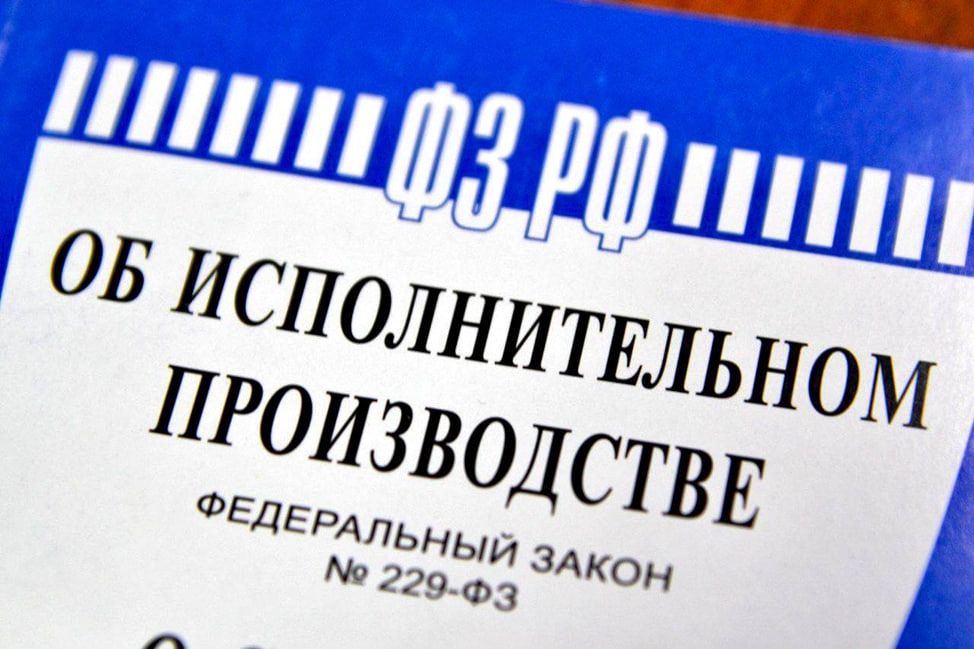 ФЗ РФ
ОБ ИСПОЛНИТЕЛЬНОМ
ПРОИЗВОДСТВЕ
ФЕДЕРАЛЬНЫЙ ЗАКОН
№ 229-ФЗ